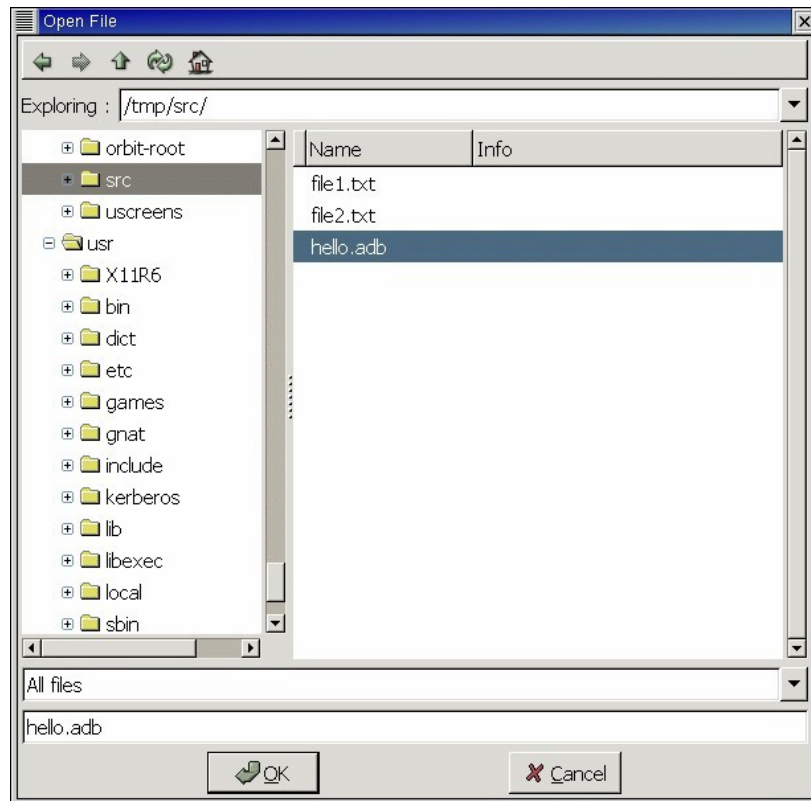 Open File
Exploring : /tmp/src/
orbit-root
src
uscreens
usr
X11R6
bin
dict
etc
games
gnat
include
kerberos
lib
libexec
local
sbin
Name Info
file1.txt
file2.txt
hello.adb
All files
hello.adb
OK Cancel